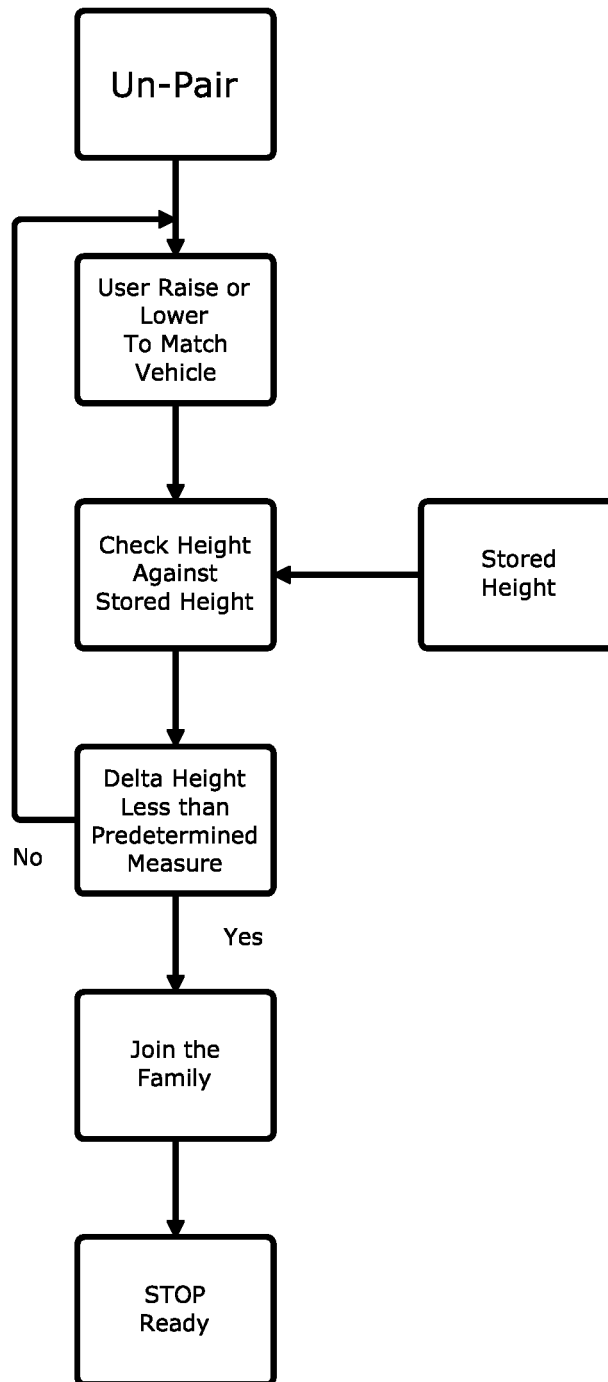 Un-Pair
User Raise or
Lower
To Match
Vehicle
Check Height
Against
Stored Height
Stored
Height
Delta Height
Less than
Predetermined
Measure
No
Yes
Join the
Family
STOP
Ready